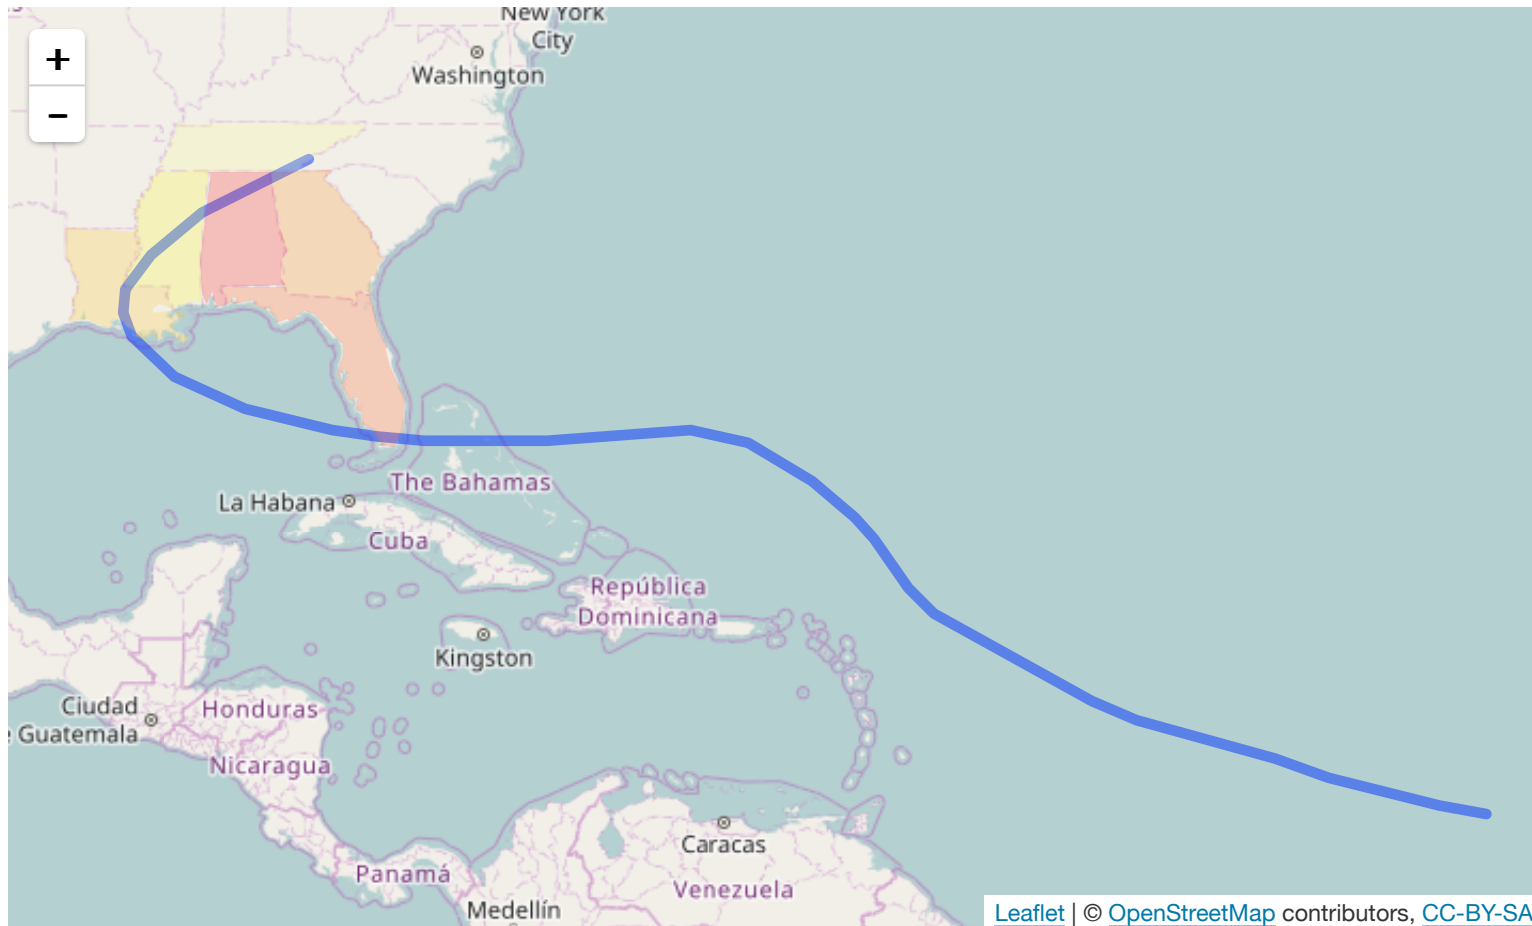 New York
City
Washington
+
−
The Bahamas
La Habana
Cuba
República
Dominicana
Kingston
Ciudad
Guatemala
Honduras
Nicaragua
Caracas
Panamá
Venezuela
Medellín
Leaflet | © OpenStreetMap contributors, CC-BY-SA